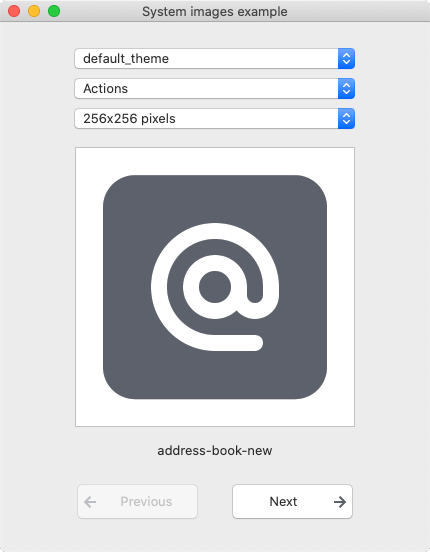 System images example
default_theme
Actions
256x256 pixels
@
address-book-new
Previous
Next